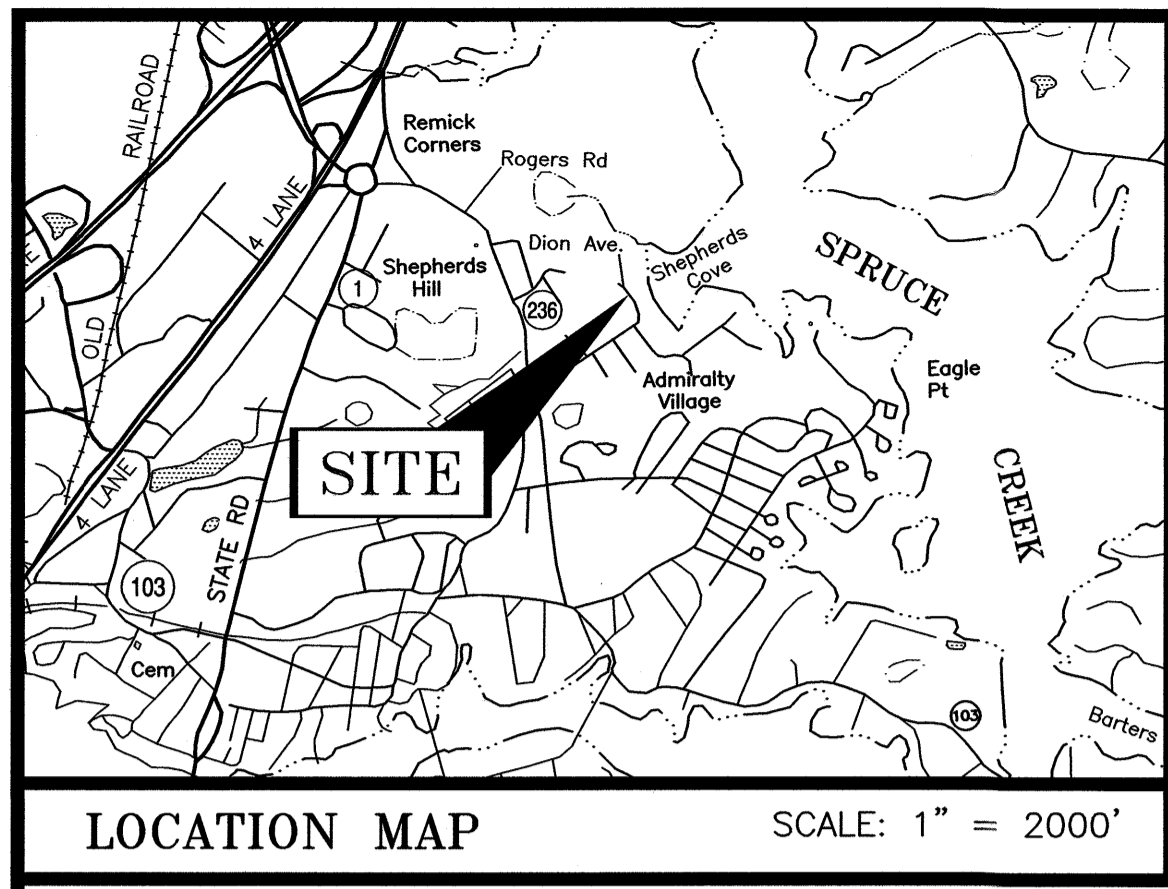 RAILROAD
Remick
Corners
Rogers Rd
4 LANE
Dion Ave
Shepherds
Cove
SPRUCE
Shepherds
Hill
1
236
OLD
Eagle
Pt
Admiralty
Village
SITE
4 LANE
CREEK
STATE RD
103
Cem
103
Barters
LOCATION MAP
SCALE: 1" = 2000'